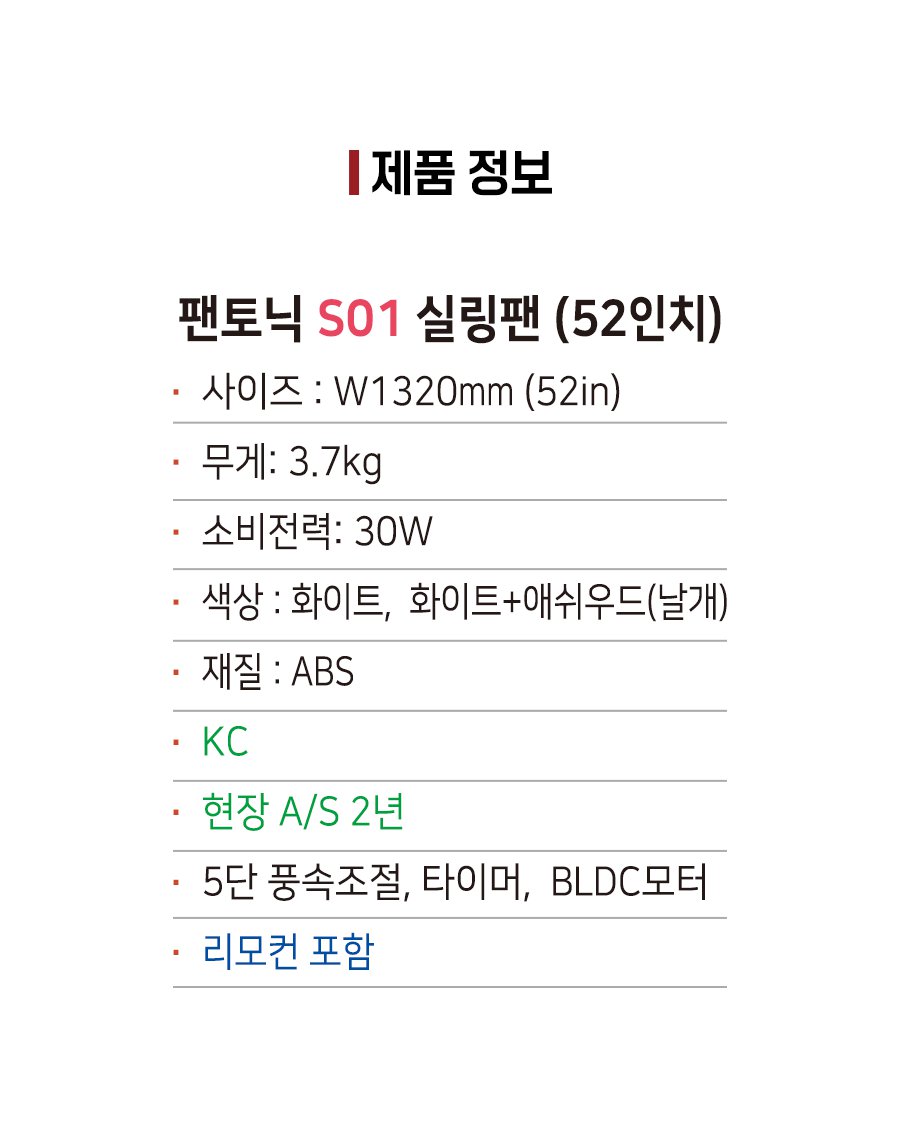 제품 정보
팬토닉 S01 실링팬 (52인치)
· 사이즈 : W1320mm (52in)
· 무게: 3.7kg
· 소비전력: 30W
· 색상 : 화이트, 화이트+애쉬우드(날개)
· 재질 : ABS
· KC
· 현장 A/S 2년
· 5단 풍속조절, 타이머, BLDC모터
· 리모컨 포함